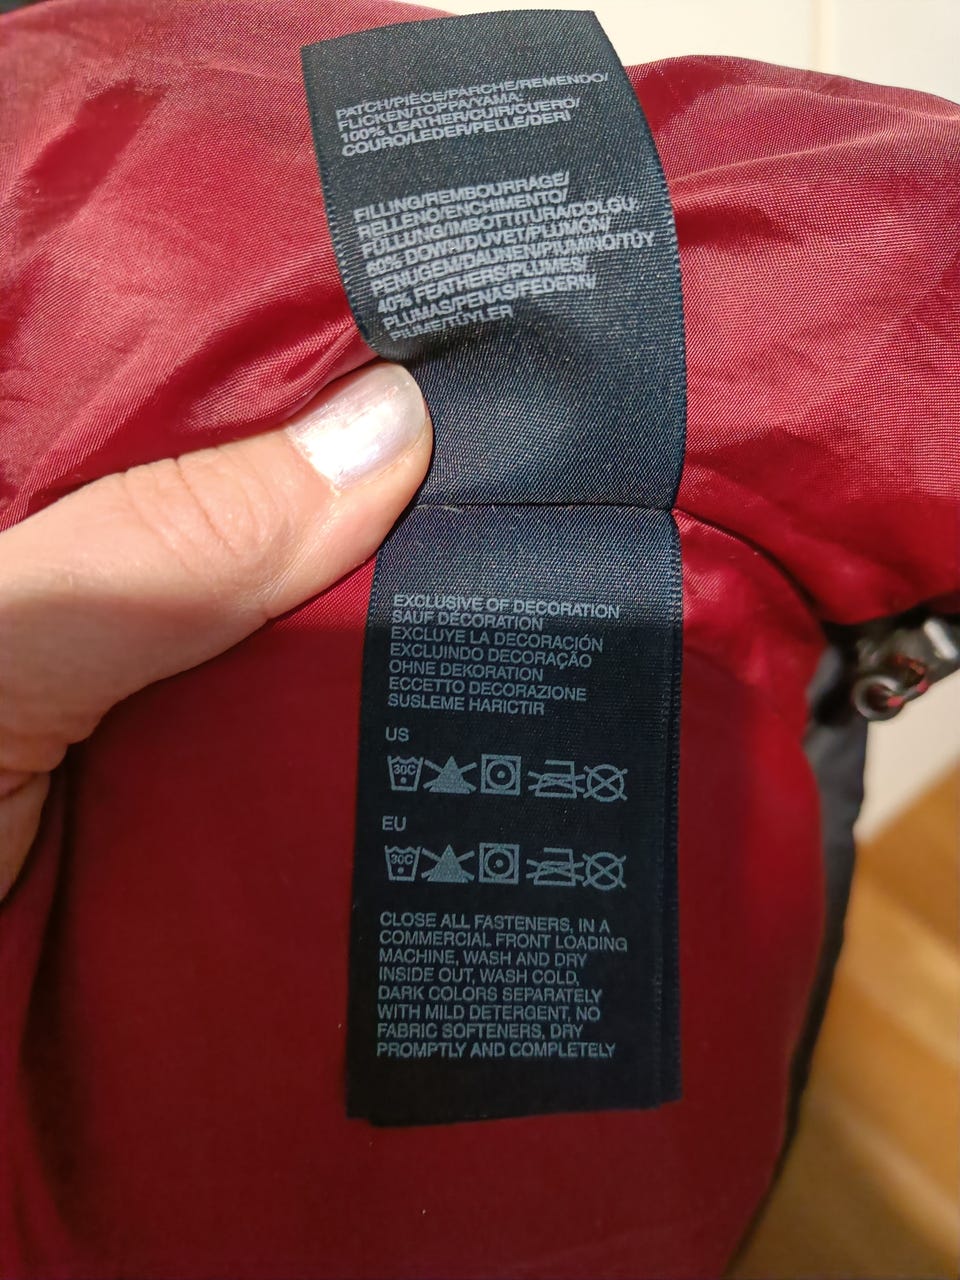 PATCH/PIÈCE/PARCHE/REMENDO/
FLICKEN/TOPPA/YAMA:
100% LEATHER/CUIR/CUERO/
COURO/LEDER/PELLE/DERI
FILLING/REMBOURRAGE/
RELLENO/ENCHIMENTO/
FÜLLUNG/IMBOTTITURA/DOLGU:
60% DOWN/DUVET/PLUMÓN/
PENUGEM/DAUNEN/PIUMINO/TÜY
40% FEATHERS/PLUMES/
PLUMAS/PENAS/FEDERN/
PIUME/TÜYLER
EXCLUSIVE OF DECORATION
SAUF DÉCORATION
EXCLUYE LA DECORACIÓN
EXCLUINDO DECORAÇÃO
OHNE DEKORATION
ECCETTO DECORAZIONE
SUSLEME HARICTIR
US
30C
EU
30C
CLOSE ALL FASTENERS, IN A
COMMERCIAL FRONT LOADING
MACHINE, WASH AND DRY
INSIDE OUT, WASH COLD,
DARK COLORS SEPARATELY
WITH MILD DETERGENT, NO
FABRIC SOFTENERS, DRY
PROMPTLY AND COMPLETELY